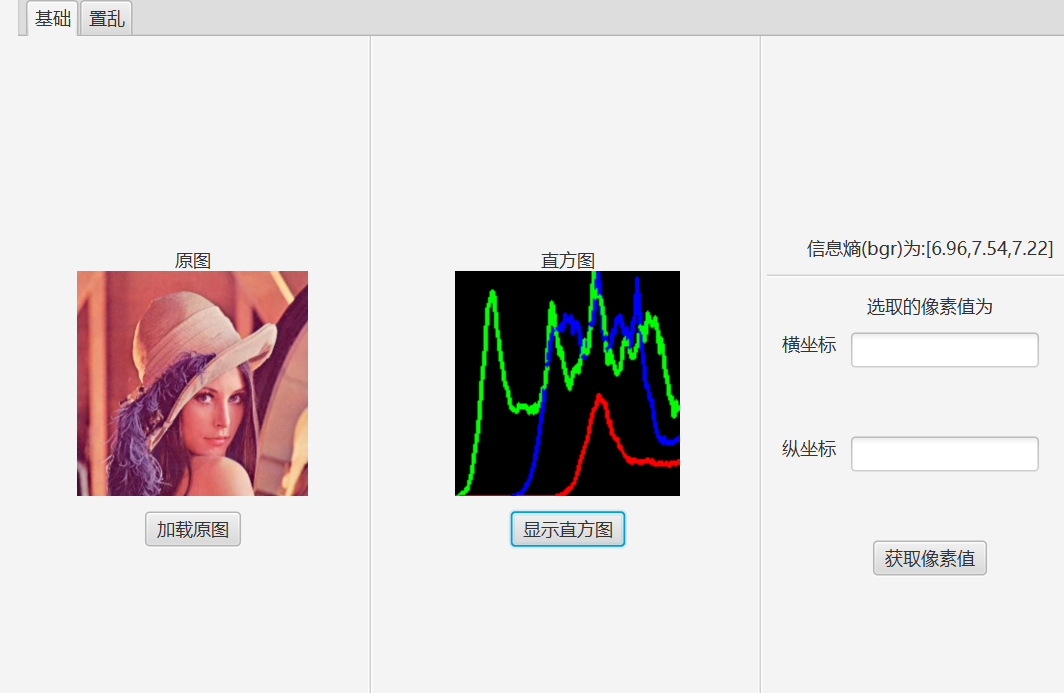 基础 置乱
原图
加载原图
直方图
显示直方图
信息熵(bgr)为:[6.96,7.54,7.22]
选取的像素值为
横坐标
纵坐标
获取像素值